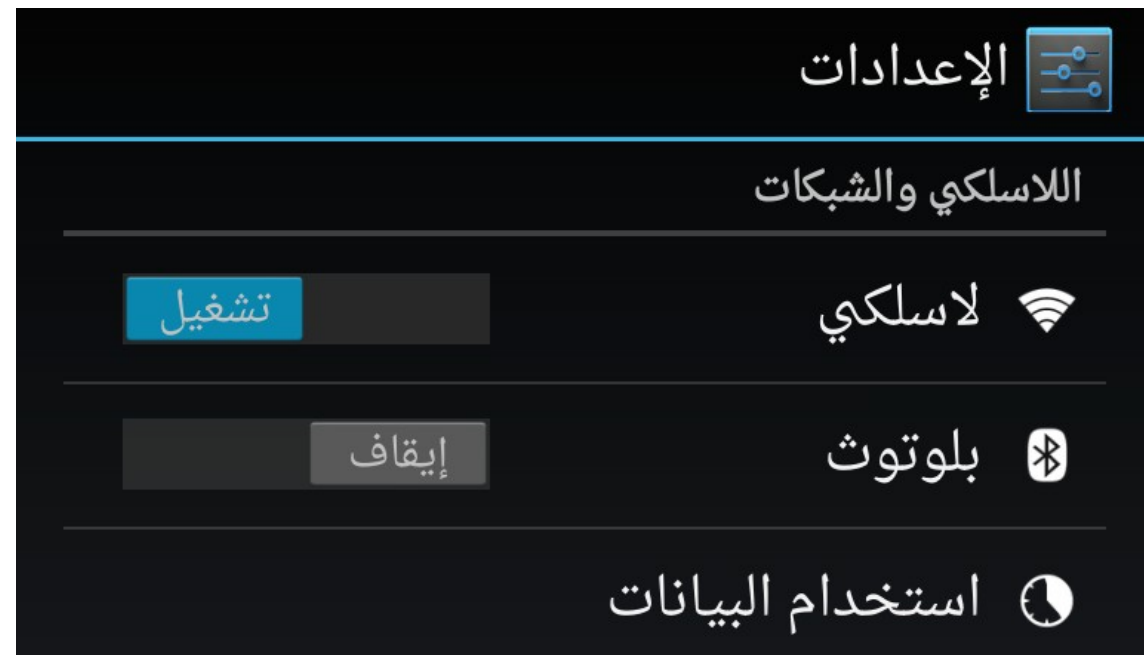 الإعدادات
اللاسلكي والشبكات
لاسلكي تشغيل
بلوتوث إيقاف
استخدام البيانات